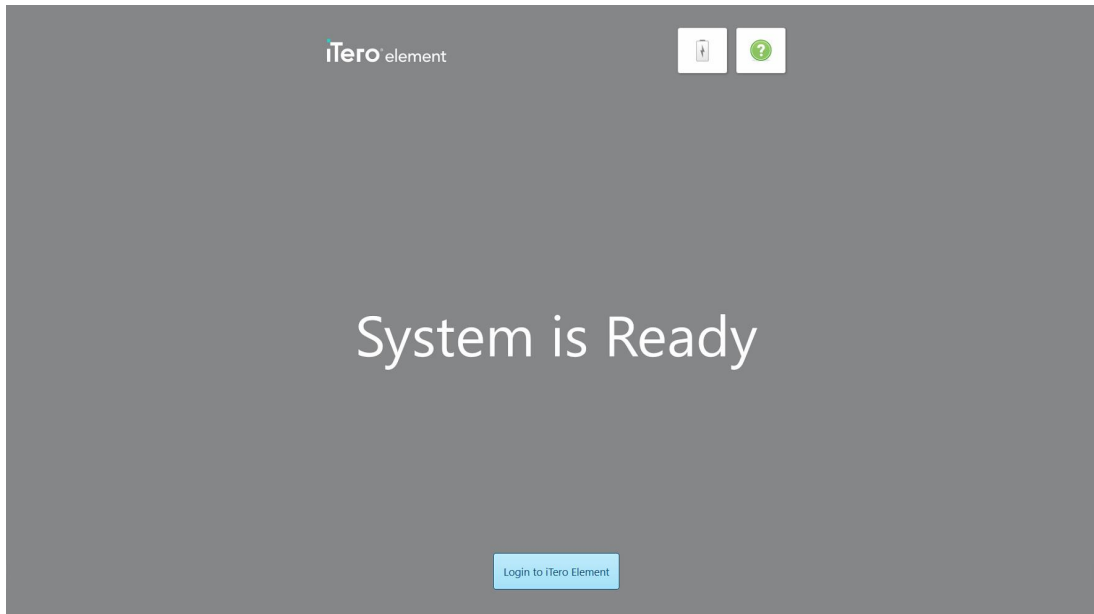 iTero element
?
System is Ready
Login to iTero Element